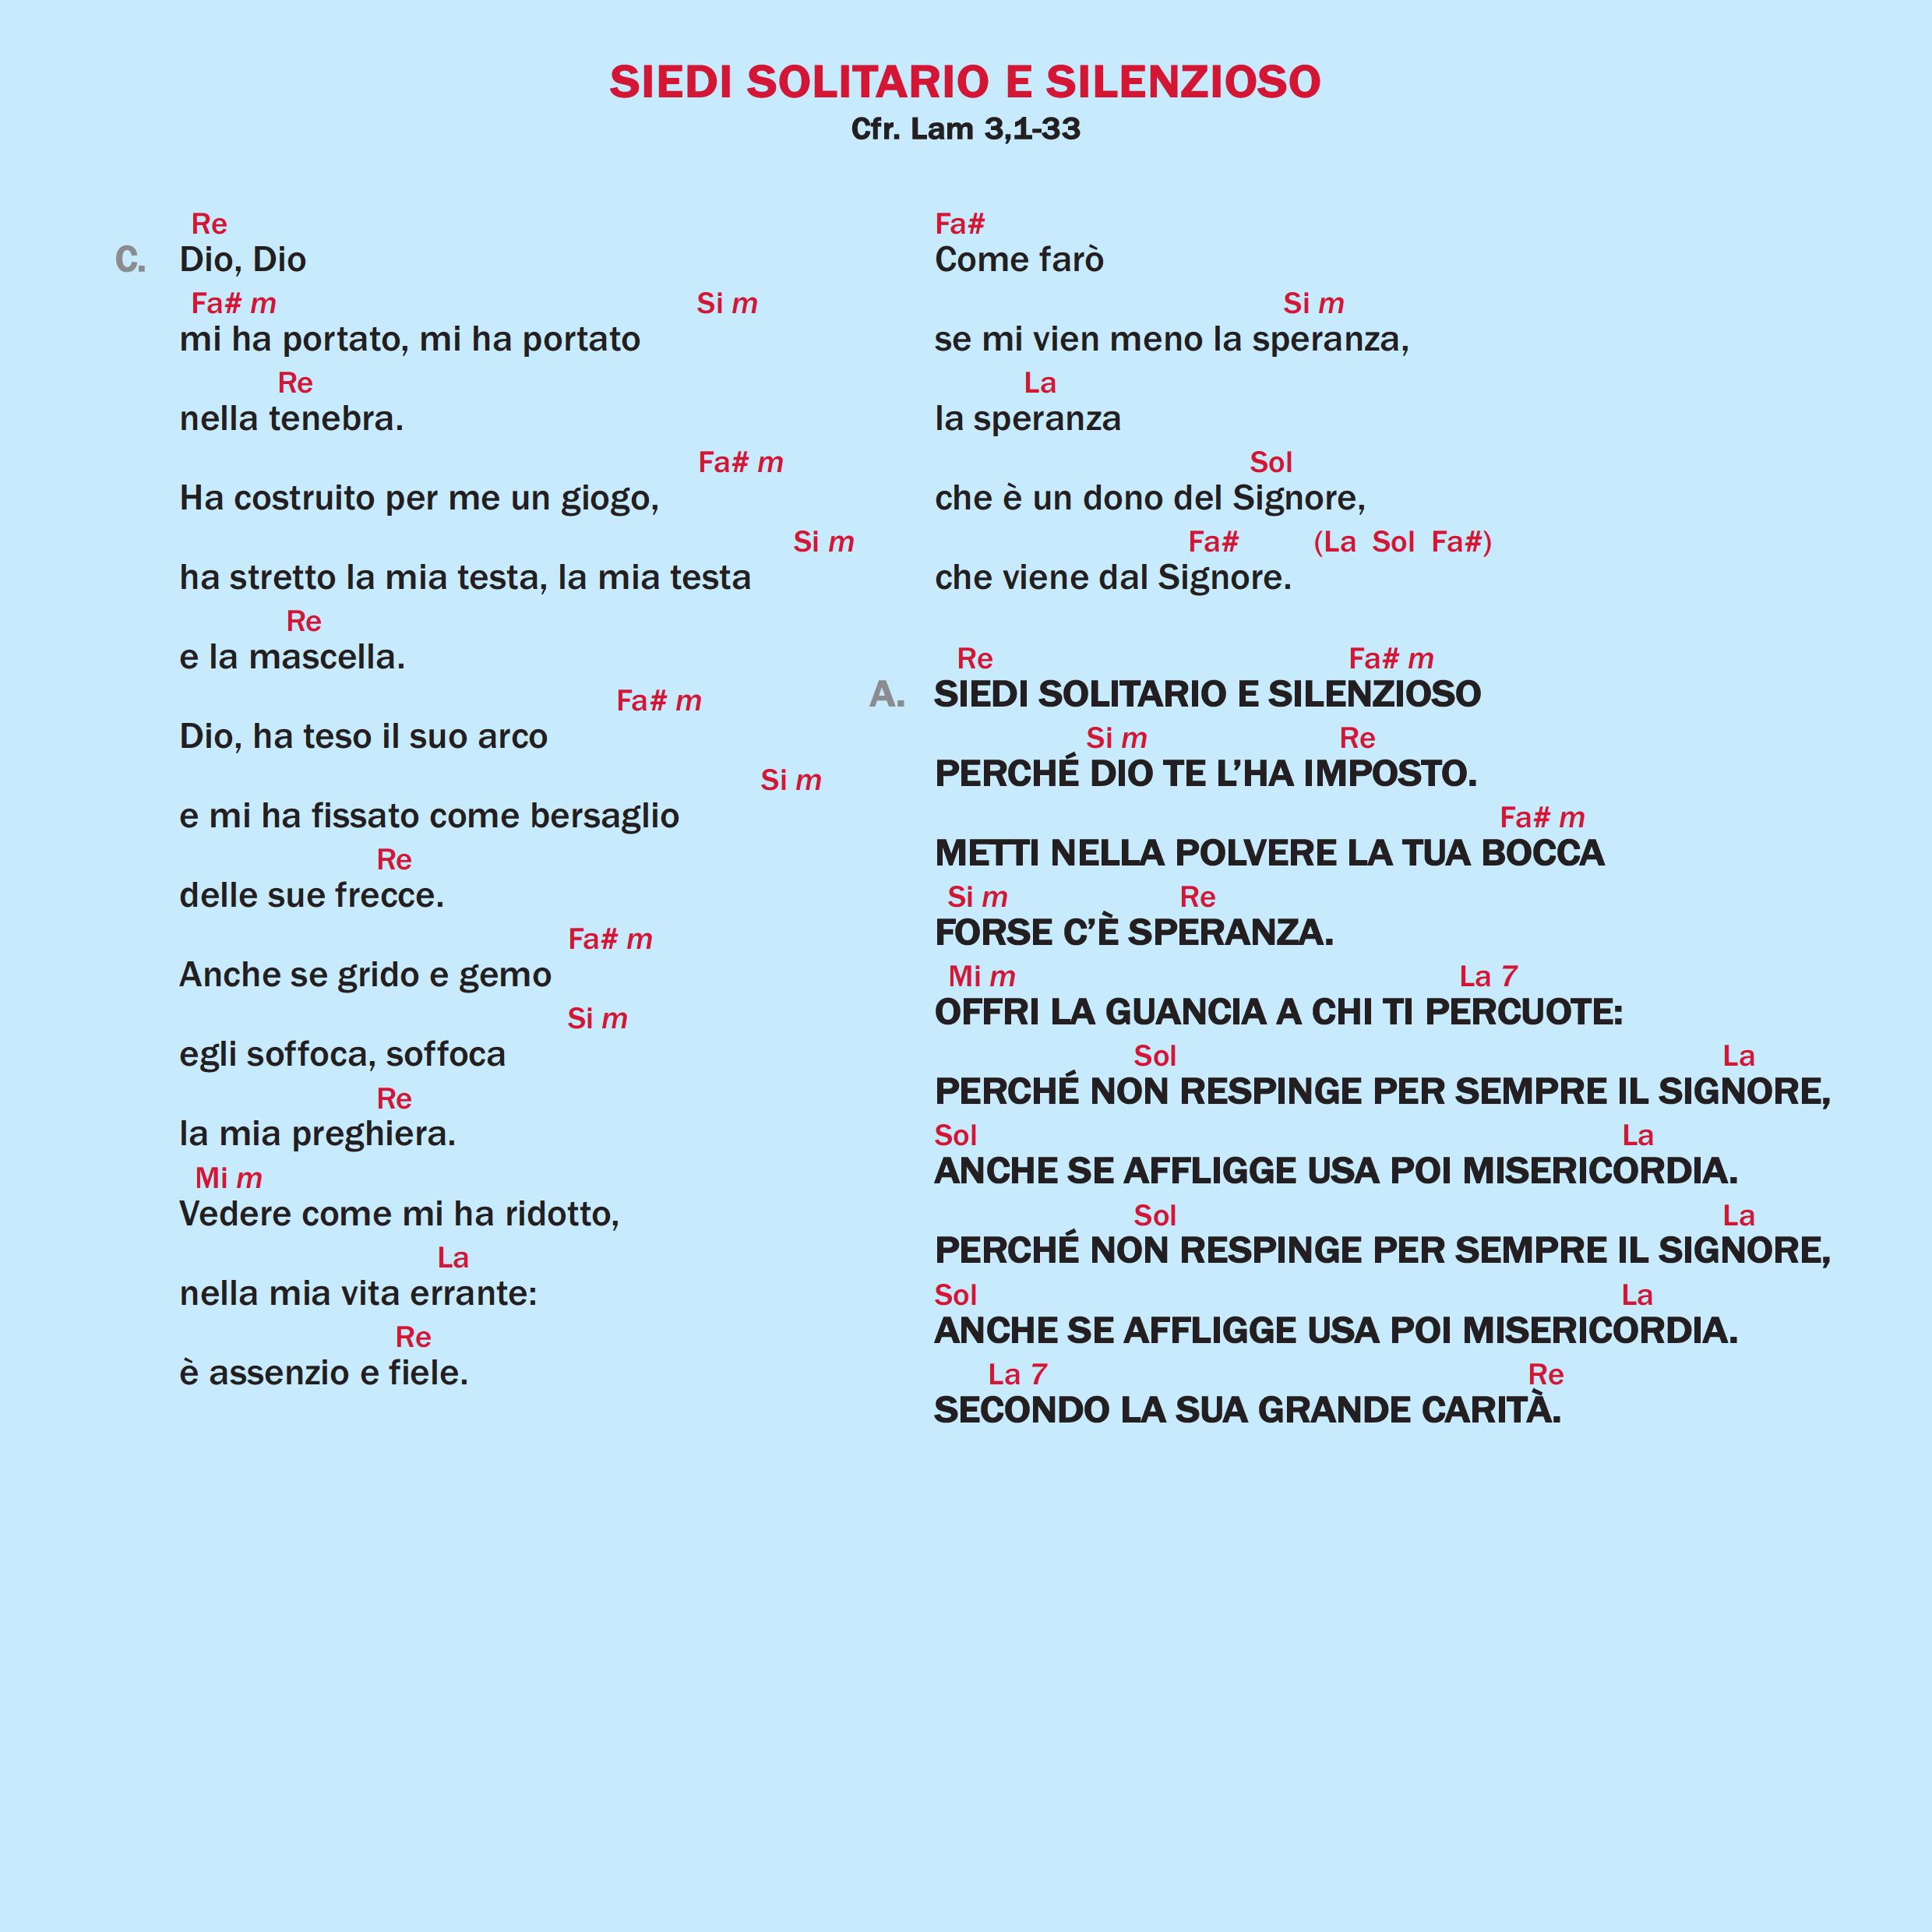 SIEDI SOLITARIO E SILENZIOSO
Cfr. Lam 3,1-33
Re
C. Dio, Dio
Fa# m Si m
mi ha portato, mi ha portato
Re
nella tenebra.
Fa# m
Ha costruito per me un giogo,
Si m
ha stretto la mia testa, la mia testa
Re
e la mascella.
Fa# m
Dio, ha teso il suo arco
Si m
e mi ha fissato come bersaglio
Re
delle sue frecce.
Fa# m
Anche se grido e gemo
Si m
egli soffoca, soffoca
Re
la mia preghiera.
Mi m
Vedere come mi ha ridotto,
La
nella mia vita errante:
Re
è assenzio e fiele.
Fa#
Come farò
Si m
se mi vien meno la speranza,
La
la speranza
Sol
che è un dono del Signore,
Fa# (La Sol Fa#)
che viene dal Signore.
Re Fa# m
A. SIEDI SOLITARIO E SILENZIOSO
Si m Re
PERCHÉ DIO TE L’HA IMPOSTO.
Fa# m
METTI NELLA POLVERE LA TUA BOCCA
Si m Re
FORSE C’È SPERANZA.
Mi m La 7
OFFRI LA GUANCIA A CHI TI PERCUOTE:
Sol La
PERCHÉ NON RESPINGE PER SEMPRE IL SIGNORE,
Sol La
ANCHE SE AFFLIGGE USA POI MISERICORDIA.
Sol La
PERCHÉ NON RESPINGE PER SEMPRE IL SIGNORE,
Sol La
ANCHE SE AFFLIGGE USA POI MISERICORDIA.
La 7 Re
SECONDO LA SUA GRANDE CARITÀ.